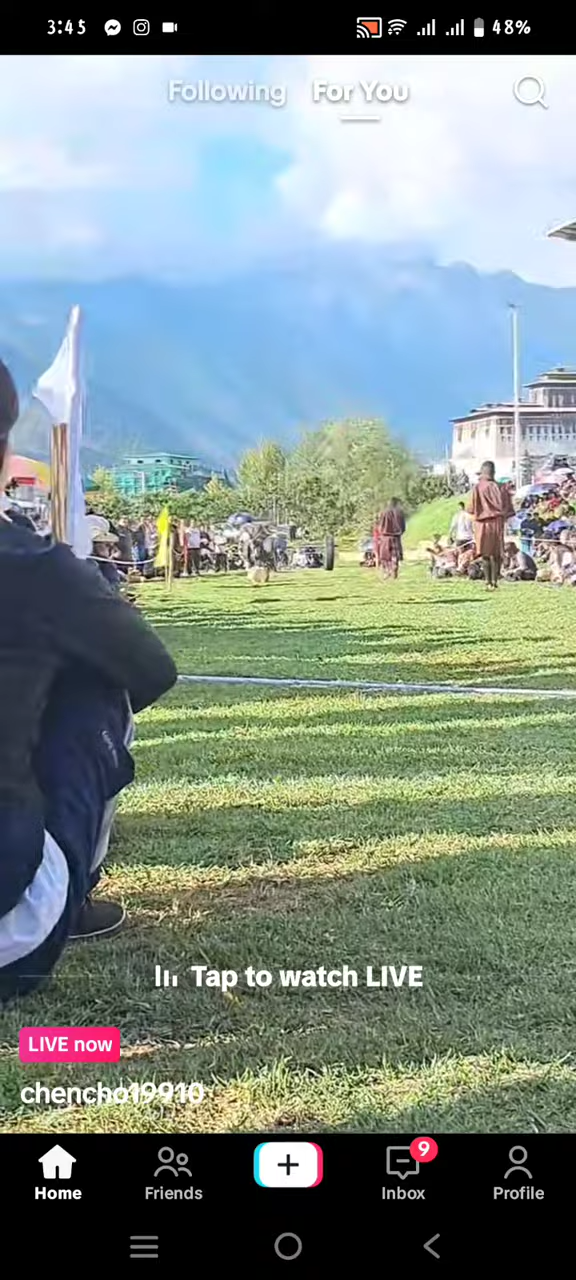 3:45 48%
Following For You
Tap to watch LIVE
LIVE now
chencho19910
9
Home Friends Inbox Profile